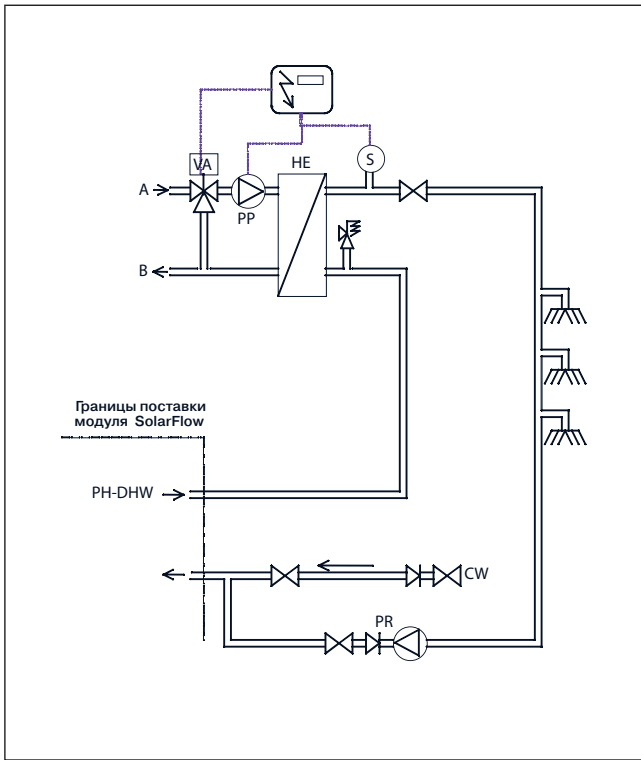 VA
HE
S
A
PP
B
Границы поставки
модуля SolarFlow
PH-DHW
CW
PR